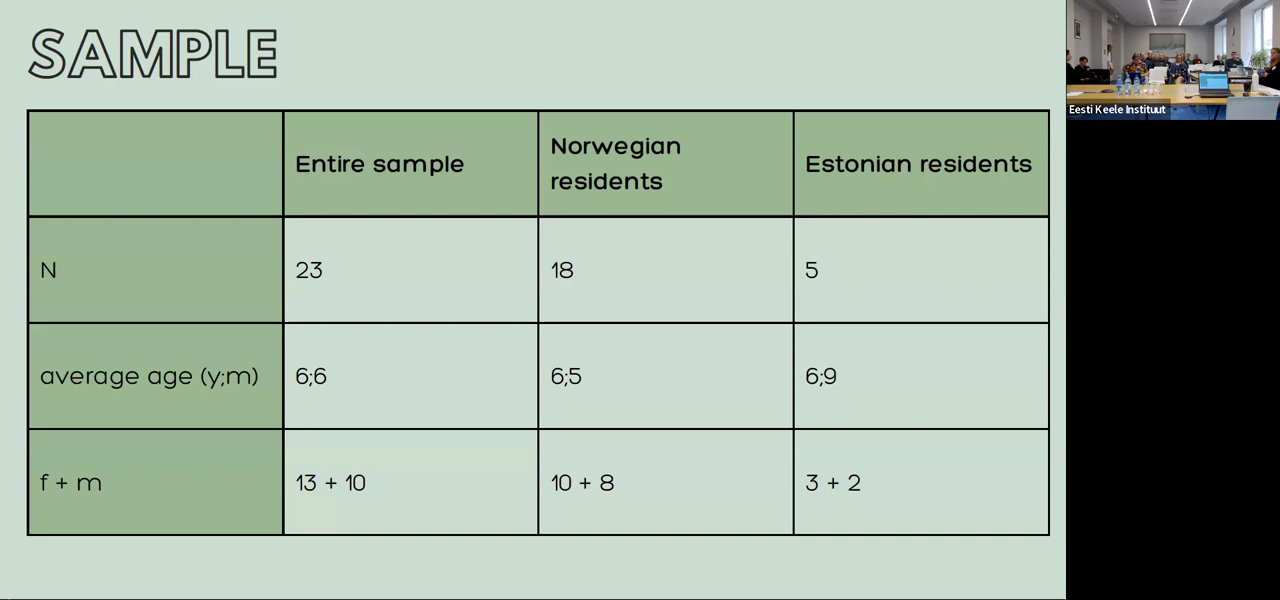 SAMPLE
Entire sample
Norwegian
residents
Estonian residents
N
23
18
5
average age (y;m)
6;6
6;5
6;9
f + m
13 + 10
10 + 8
3 + 2
Eesti Keele Instituut